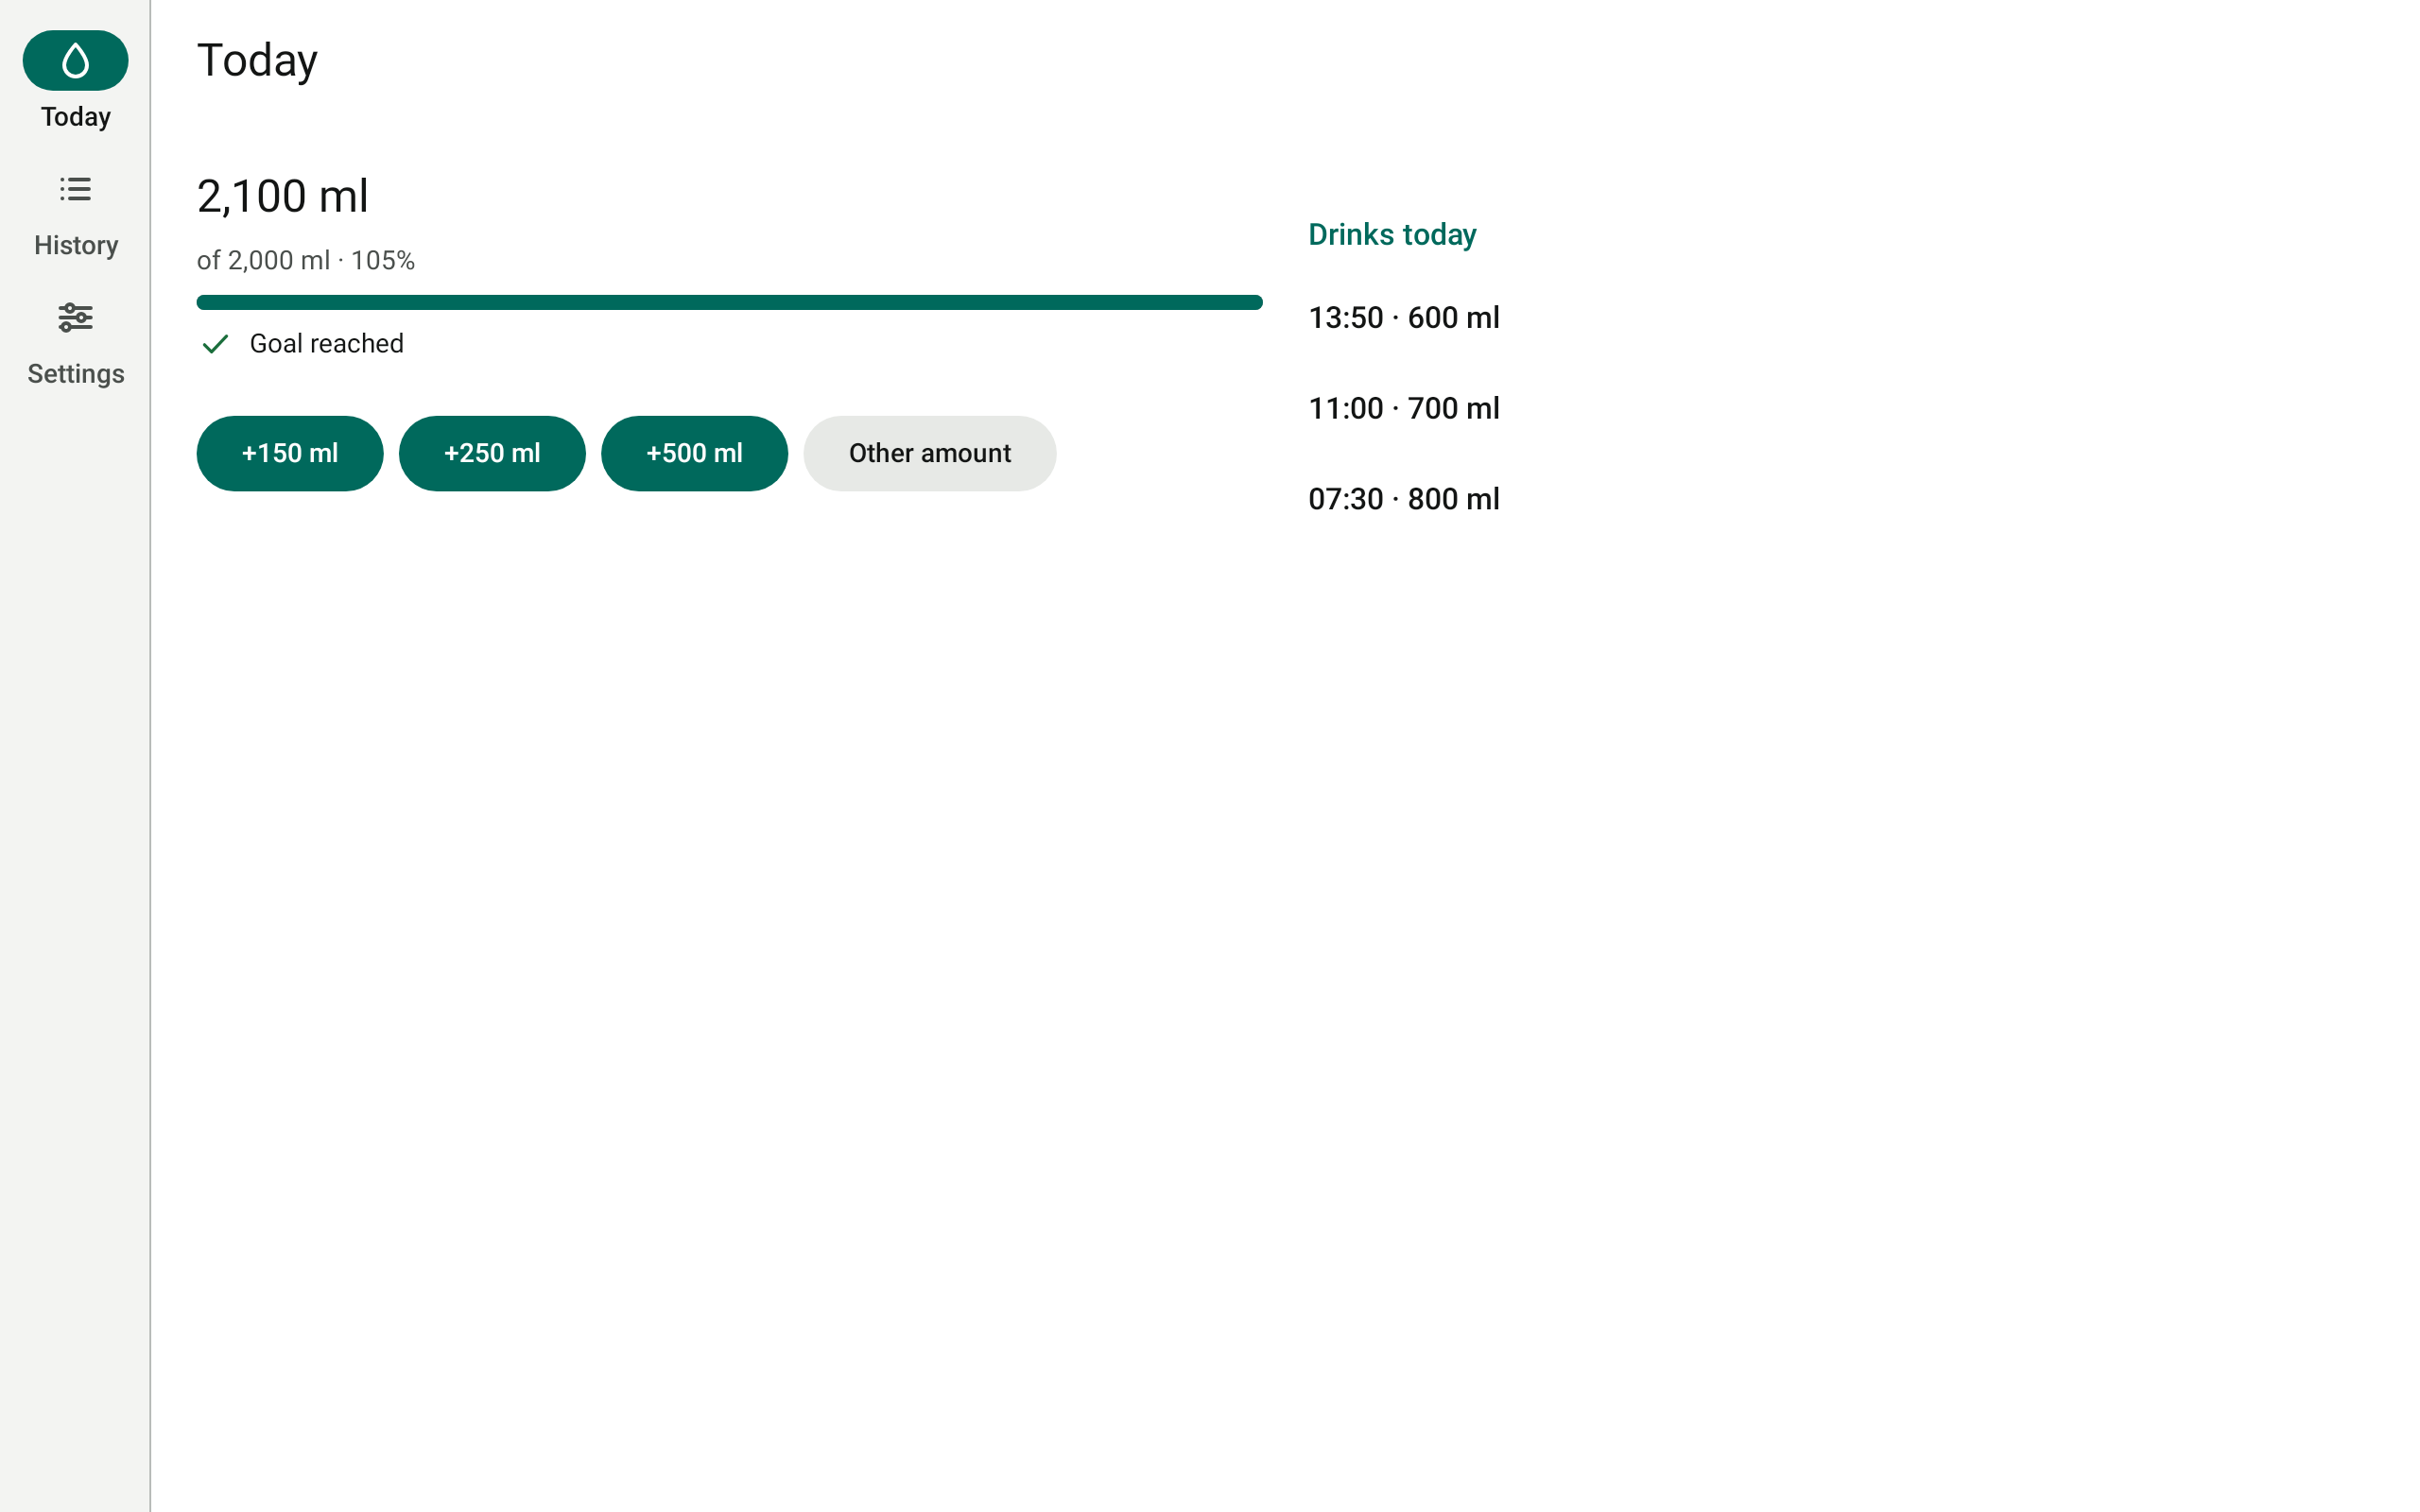 Today
History
Settings
Today
2,100 ml
of 2,000 ml · 105%
Goal reached
+150 ml
+250 ml
+500 ml
Other amount
Drinks today
13:50 · 600 ml
11:00 · 700 ml
07:30 · 800 ml